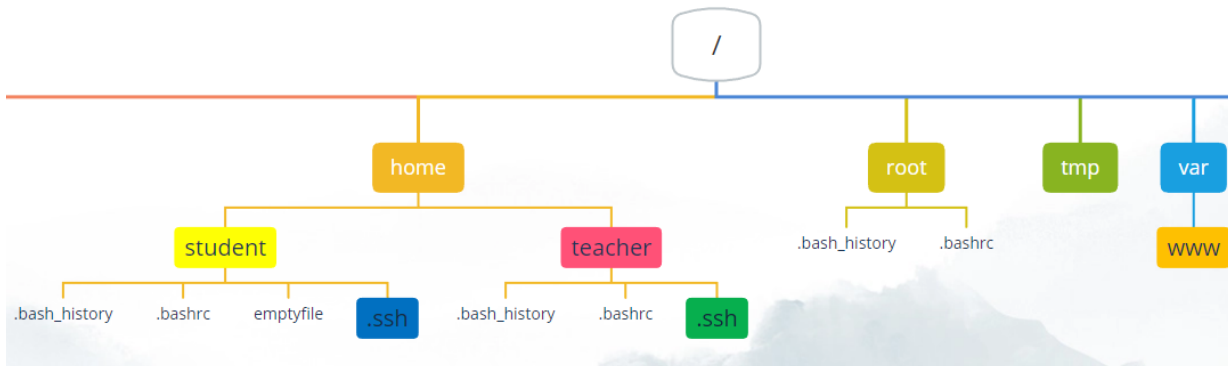 /
home
root
tmp
var
student
teacher
.bash_history
.bashrc
www
.bash_history
.bashrc
emptyfile
.ssh
.bash_history
.bashrc
.ssh